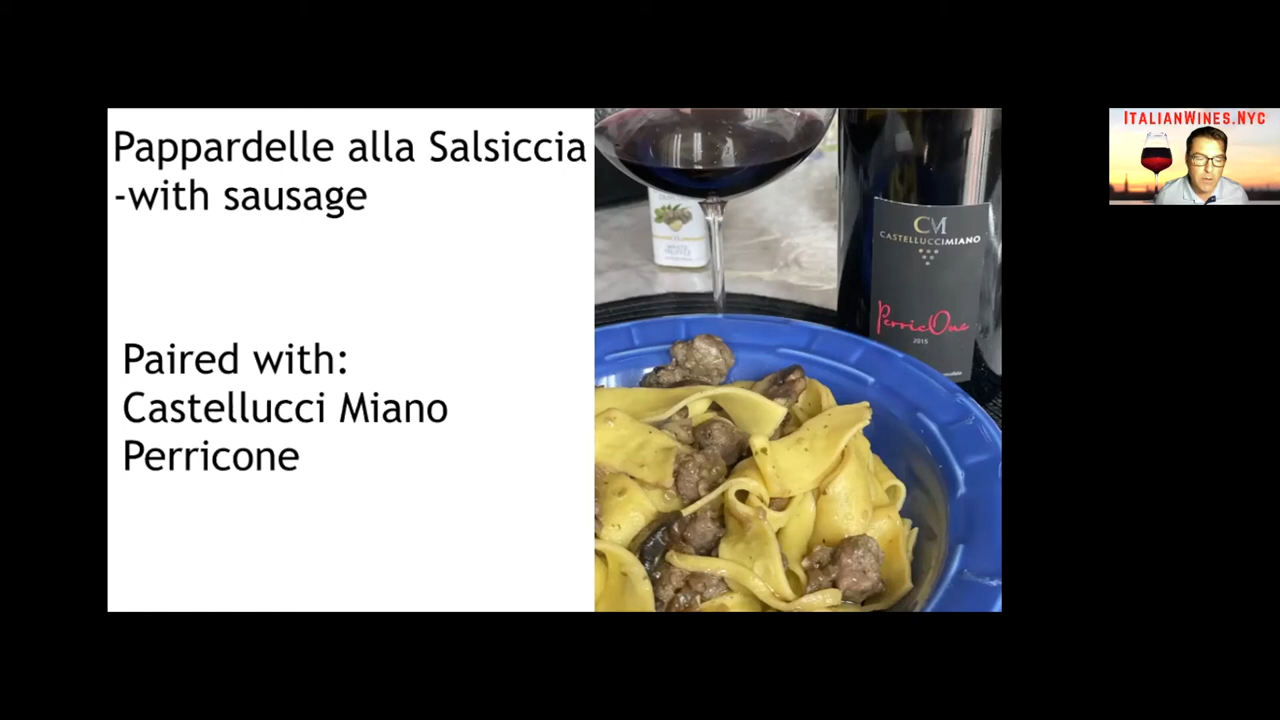 Pappardelle alla Salsiccia
-with sausage
Paired with:
Castellucci Miano
Perricone
CM
CASTELLUCCIMIANO
PerricOne
2015
ITALIANWINES.NYC